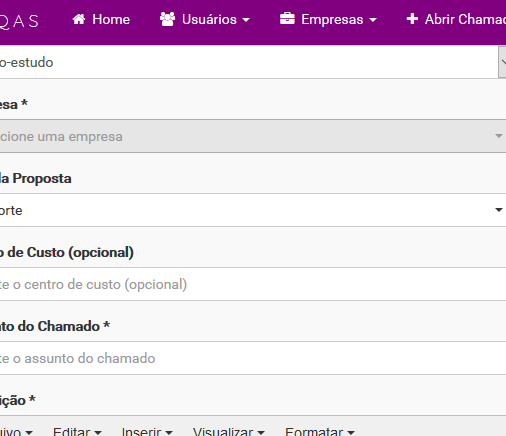 QAS Home Usuários Empresas Abrir Chamad
o-estudo
esa *
cione uma empresa
la Proposta
orte
o de Custo (opcional)
te o centro de custo (opcional)
nto do Chamado *
te o assunto do chamado
ição *
uivo Editar Inserir Visualizar Formatar